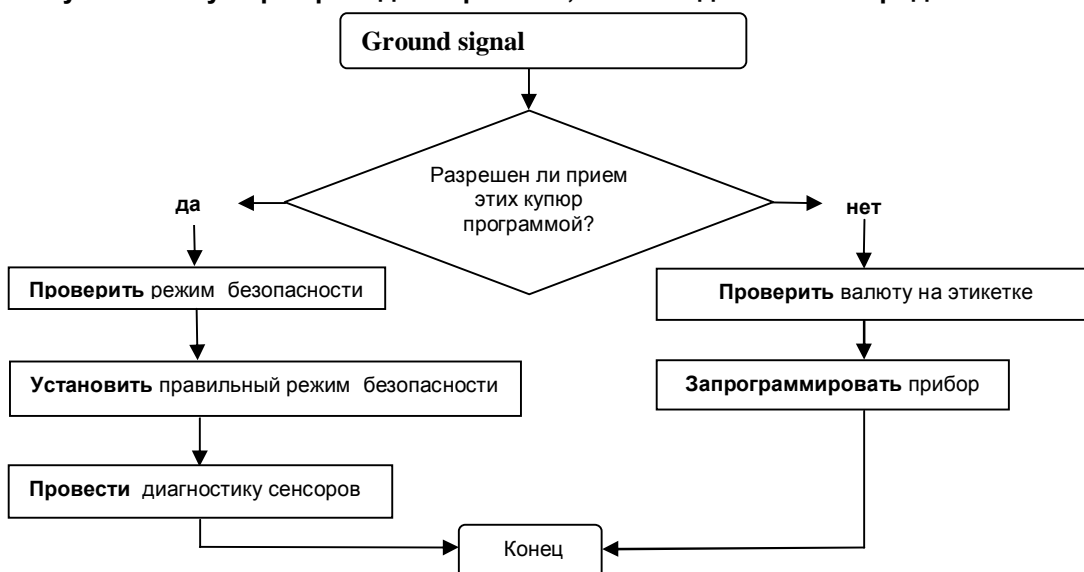 Ground signal
Разрешен ли прием
этих купюр
программой?
да
нет
Проверить режим безопасности
Проверить валюту на этикетке
Установить правильный режим безопасности
Запрограммировать прибор
Провести диагностику сенсоров
Конец